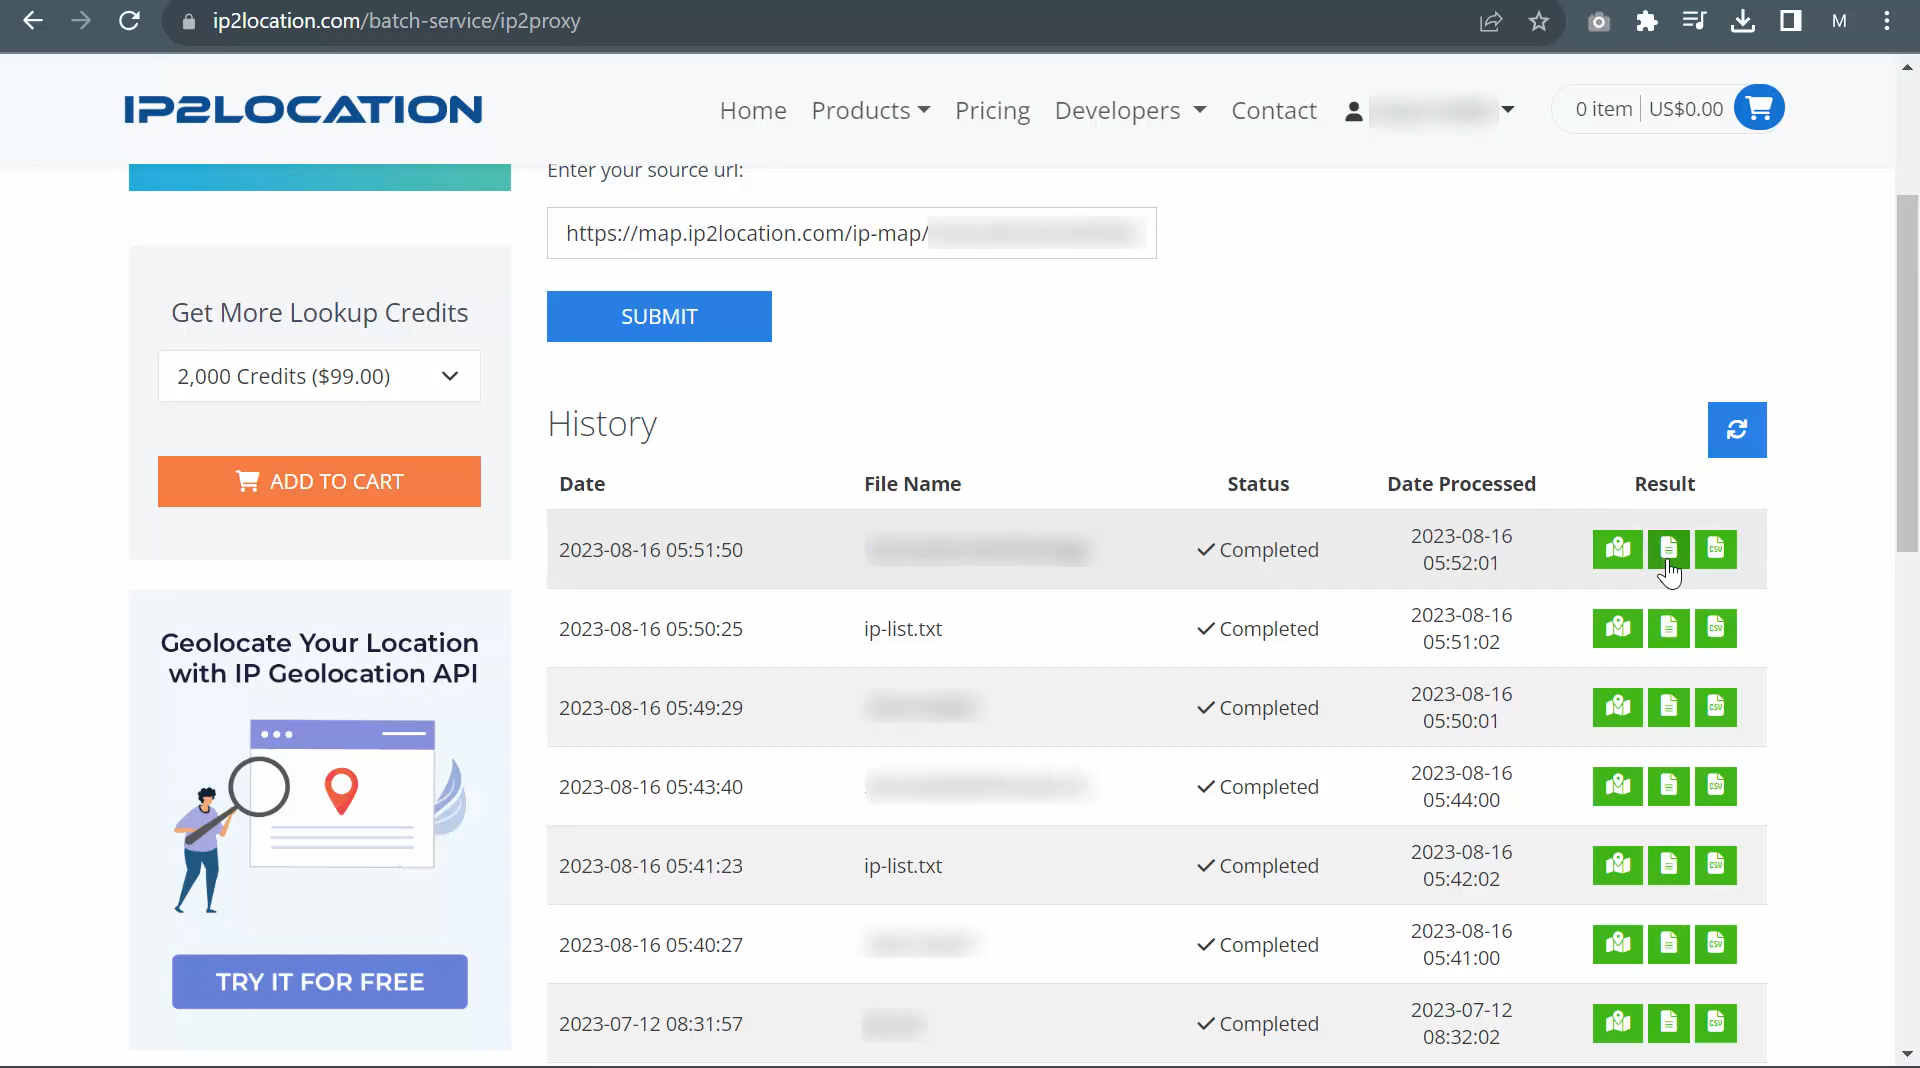 ip2location.com/batch-service/ip2proxy
M
IP2LOCATION
Home Products Pricing Developers Contact
0 item US$0.00
Enter your source url:
https://map.ip2location.com/ip-map/
SUBMIT
Get More Lookup Credits
2,000 Credits ($99.00)
ADD TO CART
Geolocate Your Location
with IP Geolocation API
TRY IT FOR FREE
History
Date File Name Status Date Processed Result
2023-08-16 05:51:50 Completed 2023-08-16
05:52:01
CSV
2023-08-16 05:50:25 ip-list.txt Completed 2023-08-16
05:51:02
CSV
2023-08-16 05:49:29 Completed 2023-08-16
05:50:01
CSV
2023-08-16 05:43:40 Completed 2023-08-16
05:44:00
CSV
2023-08-16 05:41:23 ip-list.txt Completed 2023-08-16
05:42:02
CSV
2023-08-16 05:40:27 Completed 2023-08-16
05:41:00
CSV
2023-07-12 08:31:57 Completed 2023-07-12
08:32:02
CSV